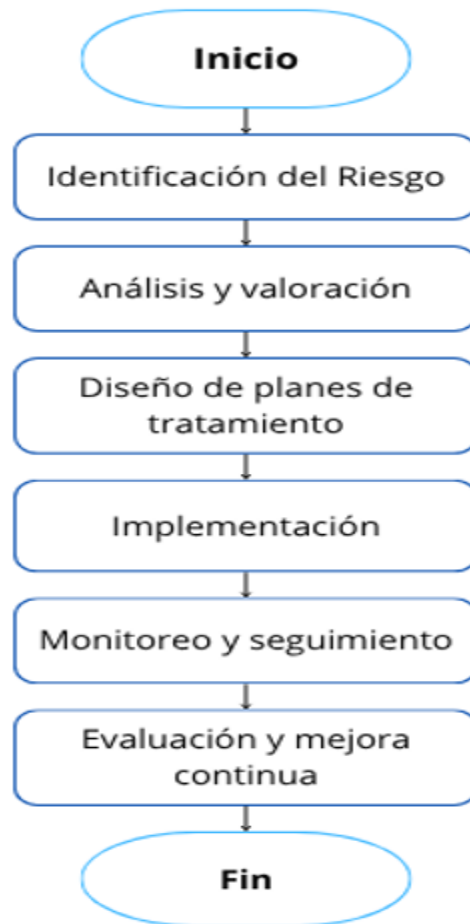 Inicio
Identificación del Riesgo
Análisis y valoración
Diseño de planes de
tratamiento
Implementación
Monitoreo y seguimiento
Evaluación y mejora
continua
Fin